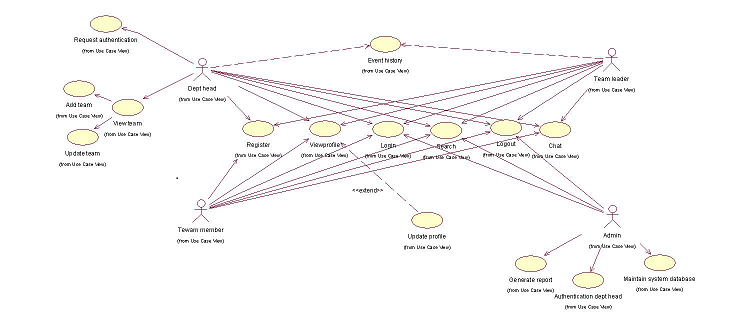 Request authentication
(from Use Case View)
Event history
(from Use Case View)
Dept head
(from Use Case View)
Team leader
(from Use Case View)
Add team
(from Use Case View)
View team
(from Use Case View)
Update team
(from Use Case View)
Register
(from Use Case View)
Viewprofile
(from Use Case View)
Login
(from Use Case View)
Search
(from Use Case View)
Logout
(from Use Case View)
Chat
(from Use Case View)
<<extend>>
Tewam member
(from Use Case View)
Update profile
(from Use Case View)
Admin
(from Use Case View)
Generate report
(from Use Case View)
Authentication dept head
(from Use Case View)
Maintain system database
(from Use Case View)